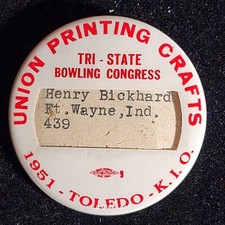 UNION PRINTING CRAFTS
TRI-STATE
BOWLING CONGRESS
Henry Bickhard
Ft. Wayne, Ind.
439
1951-TOLEDO-K.I.O.